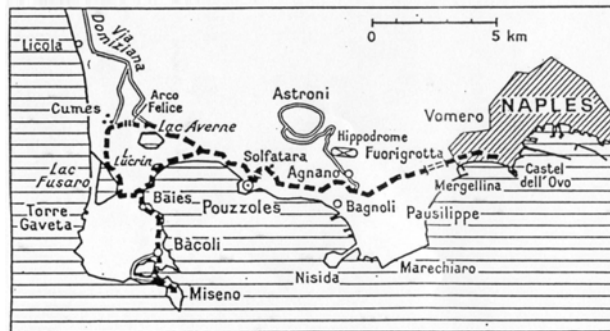 Licola
Via
Domiziana
0
5 km
Cumes
Arco
Felice
Lac Averne
Astroni
Vomero
NAPLES
Hippodrome
Fuorigrotta
L.
Lucrin
Solfatara
Agnano
Lac
Fusaro
Baies
Pouzzoles
Bagnoli
Mergellina
Castel
dell'Ovo
Pausilippe
Torre
Gaveta
Bàcoli
Nisida
Marechiaro
Miseno